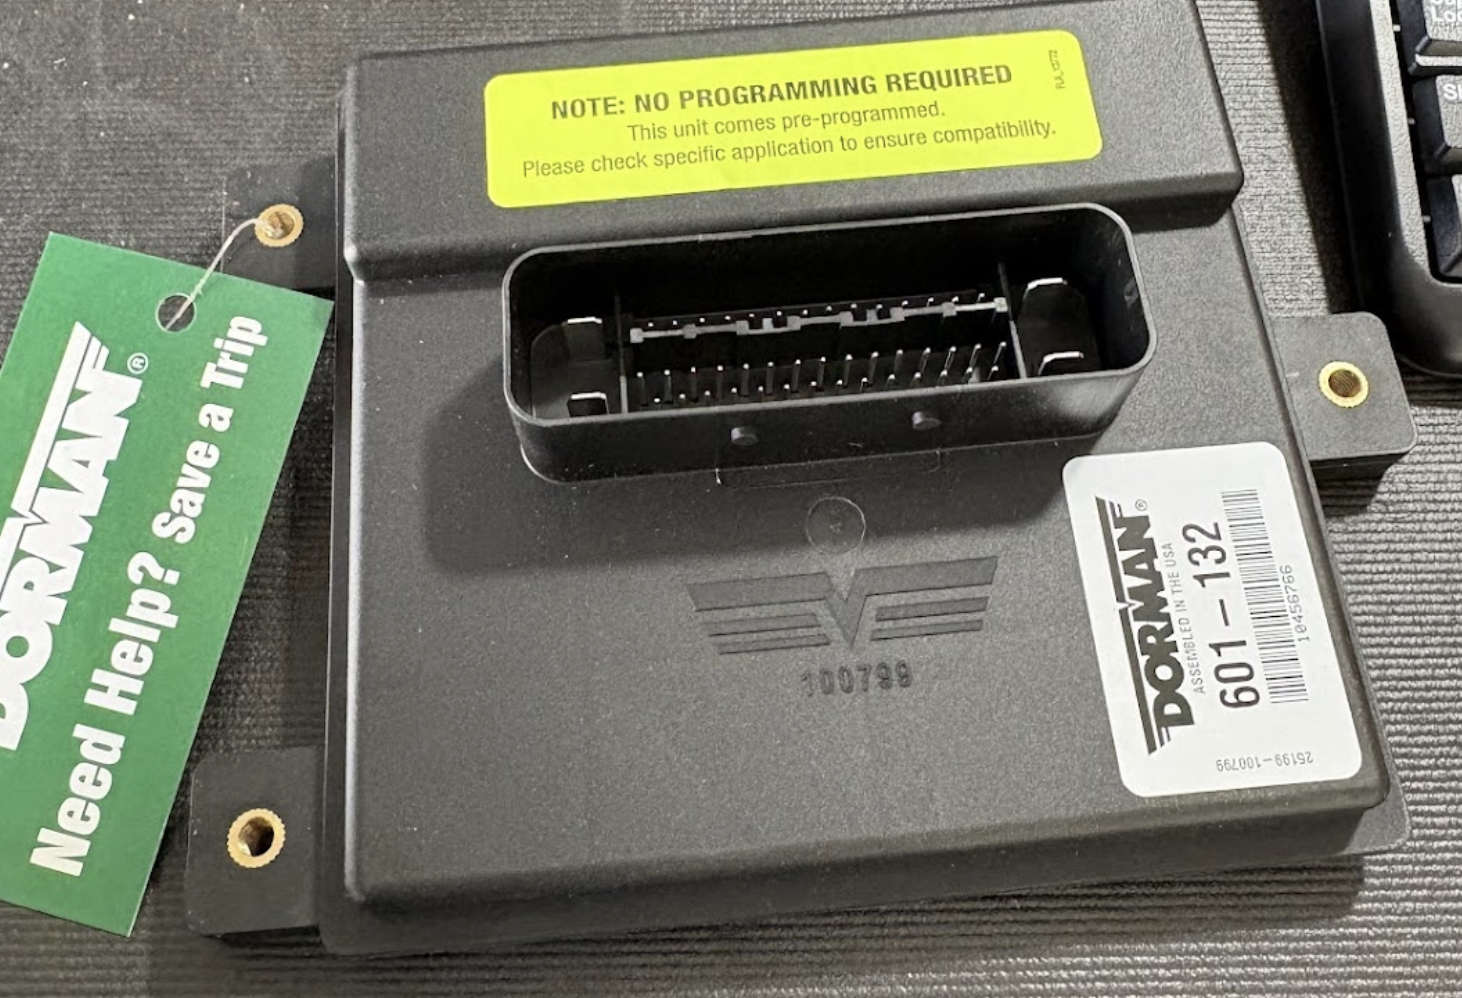 NOTE: NO PROGRAMMING REQUIRED
This unit comes pre-programmed.
Please check specific application to ensure compatibility.
DORMAN®
Need Help? Save a Trip
100799
DORMAN®
ASSEMBLED IN THE USA
601-132
10456766
25199-100799